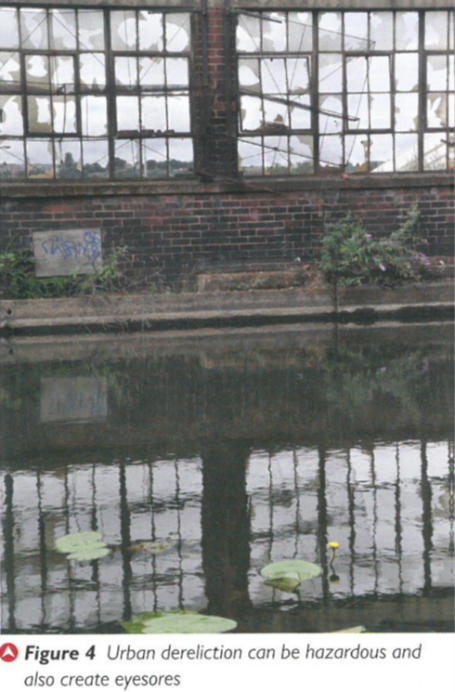 Figure 4 Urban dereliction can be hazardous and
also create eyesores